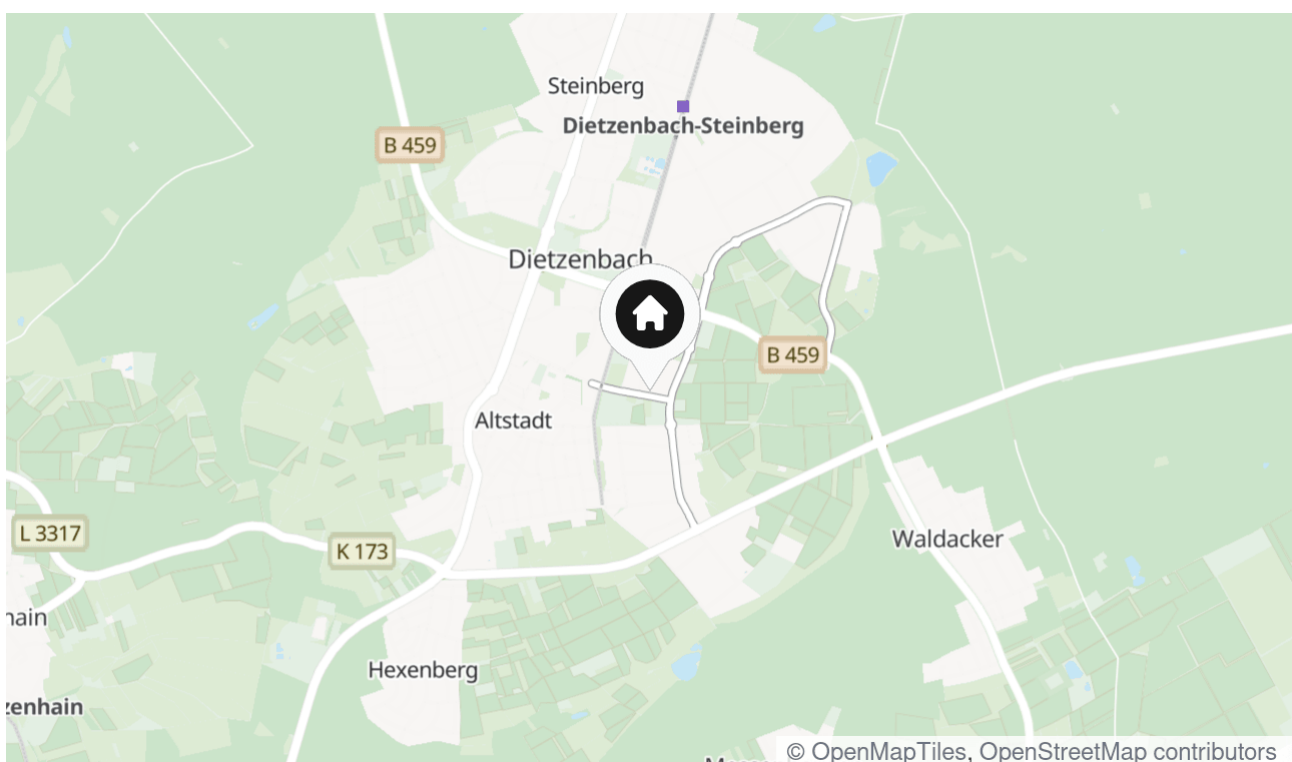 Steinberg
Dietzenbach-Steinberg
B 459
Dietzenbach
B 459
Altstadt
L 3317
K 173
Waldacker
hain
Hexenberg
zenhain
© OpenMapTiles, OpenStreetMap contributors